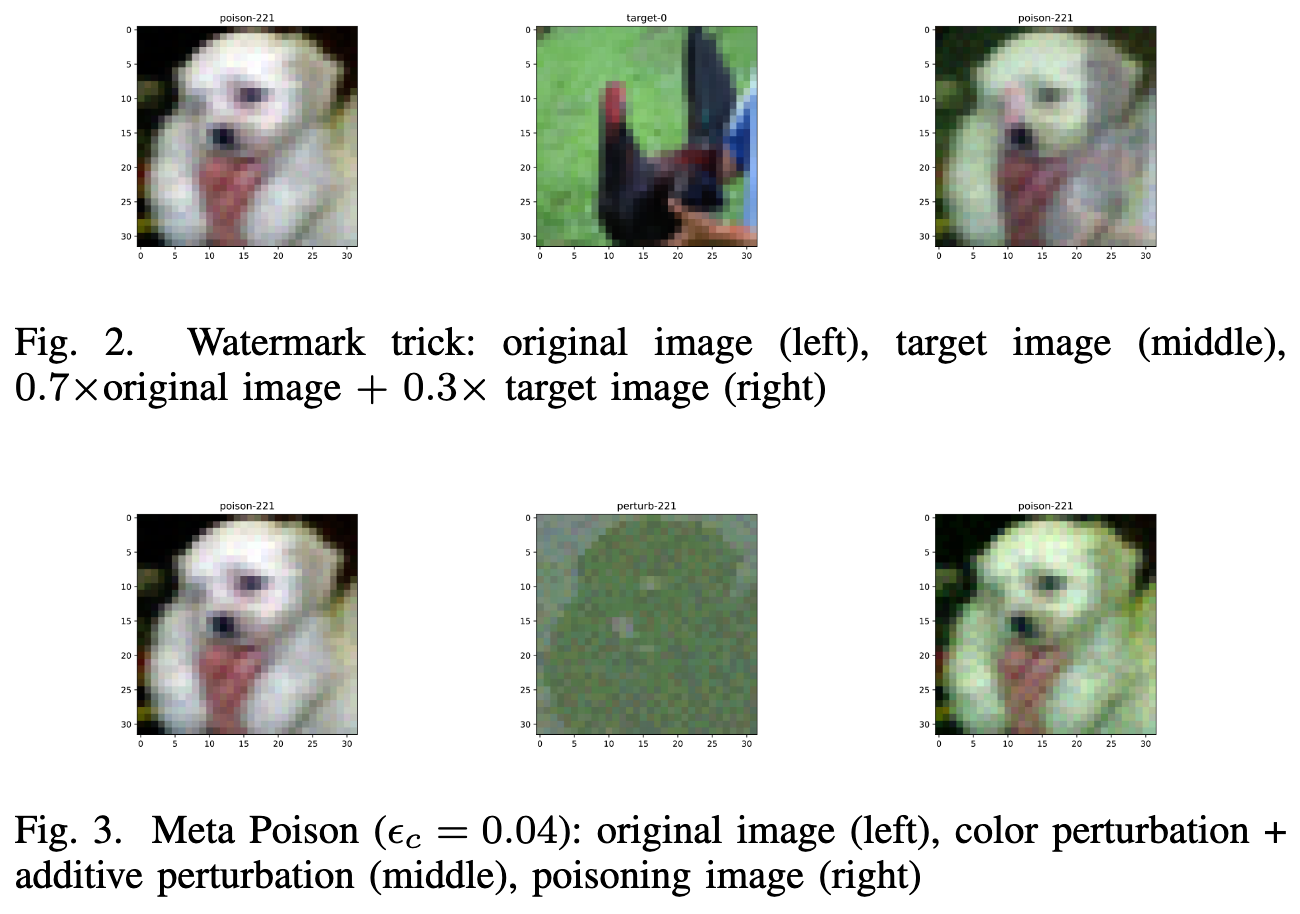 poison-221 target-0 poison-221
0 0 0
5 5 5
10 10 10
15 15 15
20 20 20
25 25 25
30 30 30
0 5 10 15 20 25 30 0 5 10 15 20 25 30 0 5 10 15 20 25 30
Fig. 2. Watermark trick: original image (left), target image (middle),
0.7×original image + 0.3× target image (right)
poison-221 perturb-221 poison-221
0 0 0
5 5 5
10 10 10
15 15 15
20 20 20
25 25 25
30 30 30
0 5 10 15 20 25 30 0 5 10 15 20 25 30 0 5 10 15 20 25 30
Fig. 3. Meta Poison (ϵc = 0.04): original image (left), color perturbation +
additive perturbation (middle), poisoning image (right)